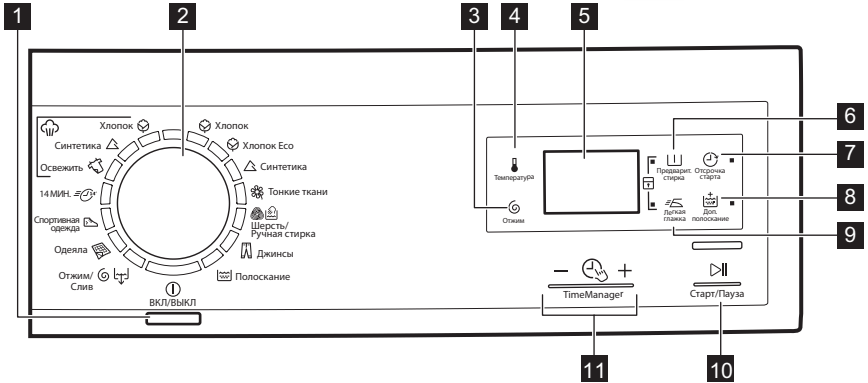 1
2
3
4
5
6
7
8
9
10
11
Хлопок
Синтетика
Освежить
14 МИН.
Спортивная
одежда
Одеяла
Отжим/
Слив
ВКЛ/ВЫКЛ
Хлопок
Хлопок Eco
Синтетика
Тонкие ткани
Шерсть/
Ручная стирка
Джинсы
Полоскание
Температура
Отжим
Предварит.
стирка
Отсрочка
старта
Легкая
глажка
Доп.
полоскание
TimeManager
Старт/Пауза